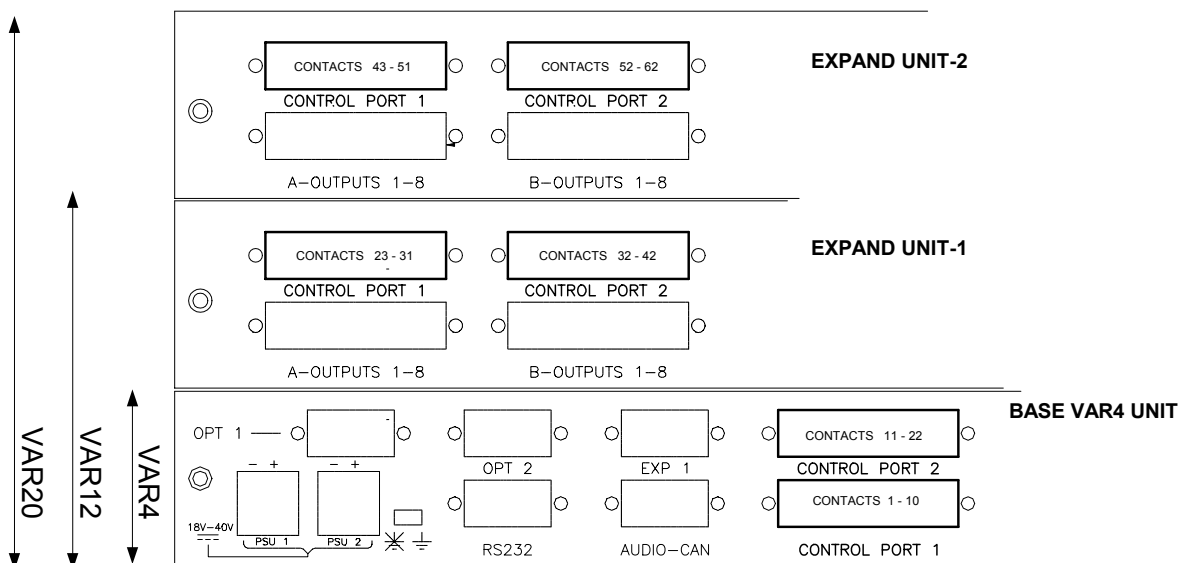 CONTACTS 43 - 51
CONTACTS 52 - 62
EXPAND UNIT-2
CONTROL PORT 1
CONTROL PORT 2
A-OUTPUTS 1-8
B-OUTPUTS 1-8
CONTACTS 23 - 31
-
CONTACTS 32 - 42
EXPAND UNIT-1
CONTROL PORT 1
CONTROL PORT 2
A-OUTPUTS 1-8
B-OUTPUTS 1-8
BASE VAR4 UNIT
OPT 1
OPT 2
EXP 1
CONTACTS 11 - 22
CONTROL PORT 2
- +
- +
18V-40V
PSU 1
PSU 2
RS232
AUDIO-CAN
CONTACTS 1 - 10
CONTROL PORT 1
VAR20
VAR12
VAR4